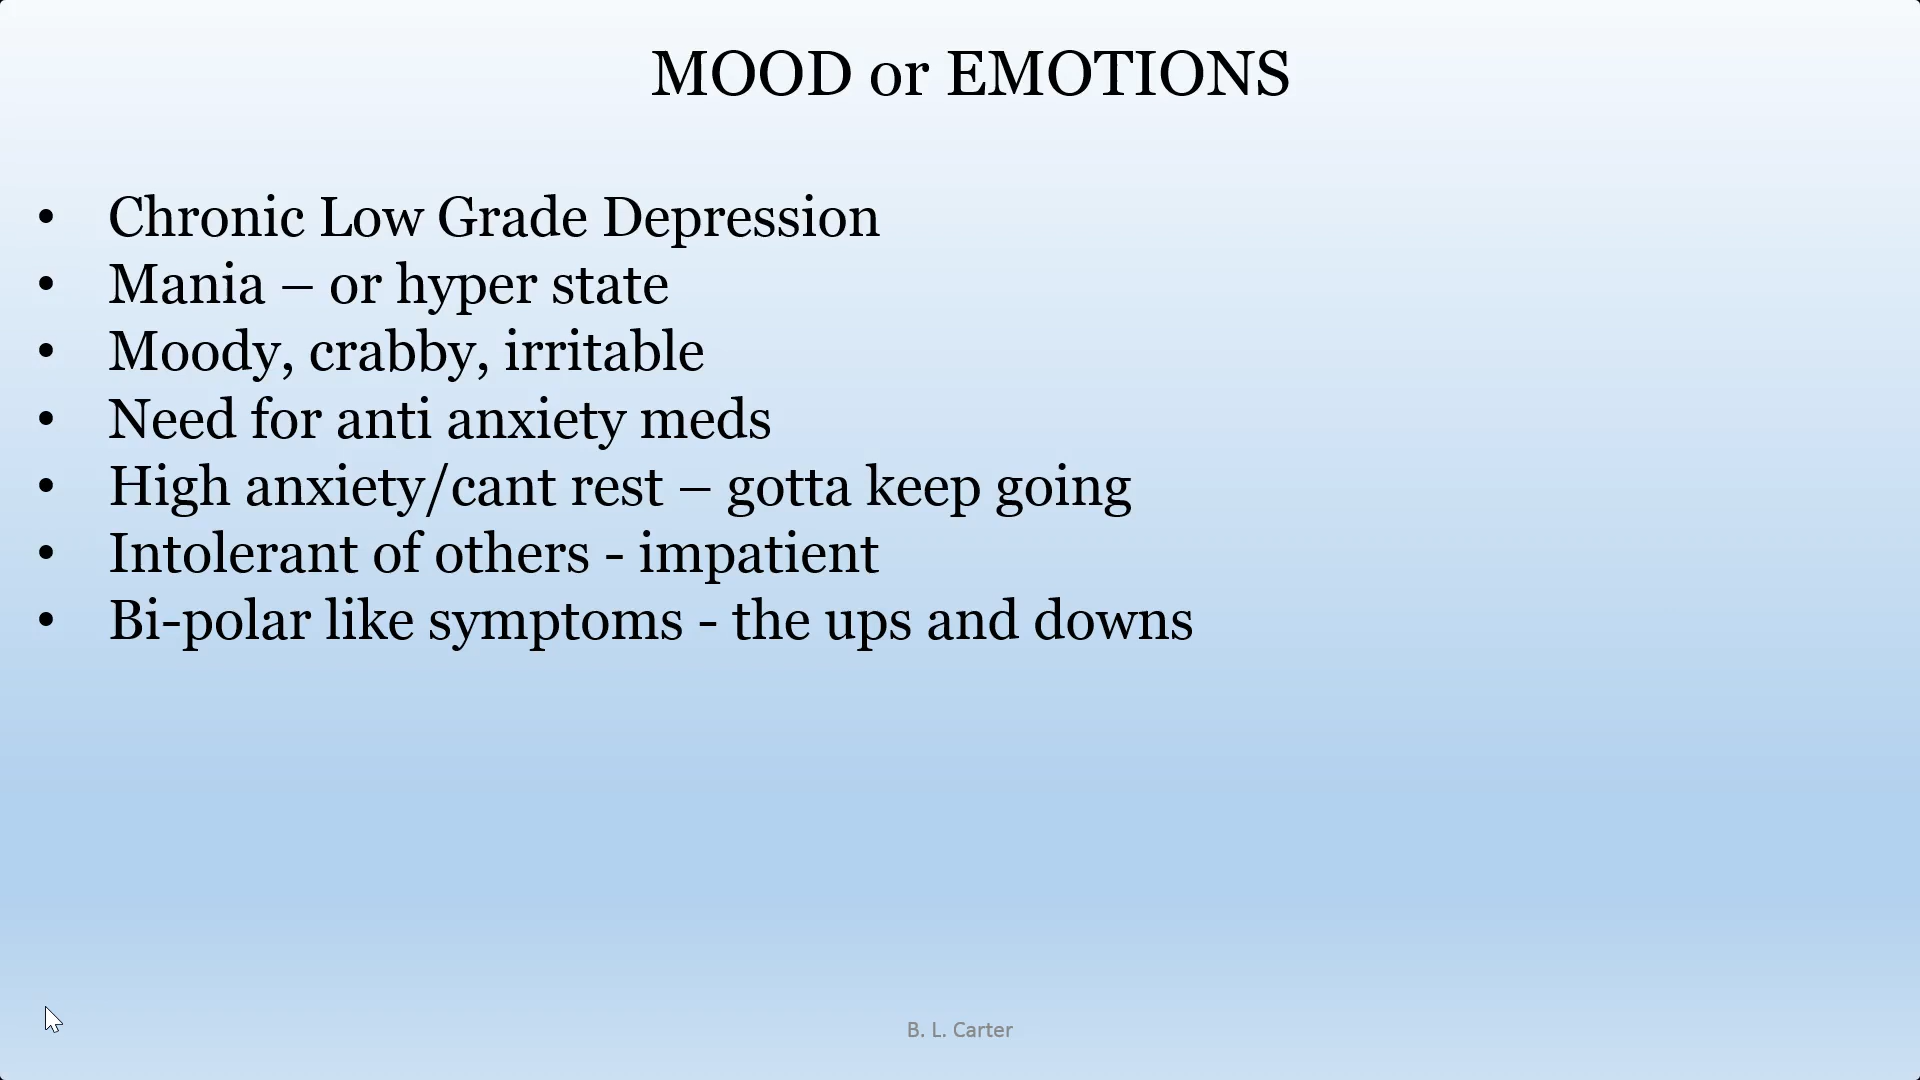 MOOD or EMOTIONS
• Chronic Low Grade Depression
• Mania – or hyper state
• Moody, crabby, irritable
• Need for anti anxiety meds
• High anxiety/cant rest – gotta keep going
• Intolerant of others - impatient
• Bi-polar like symptoms - the ups and downs
B. L. Carter